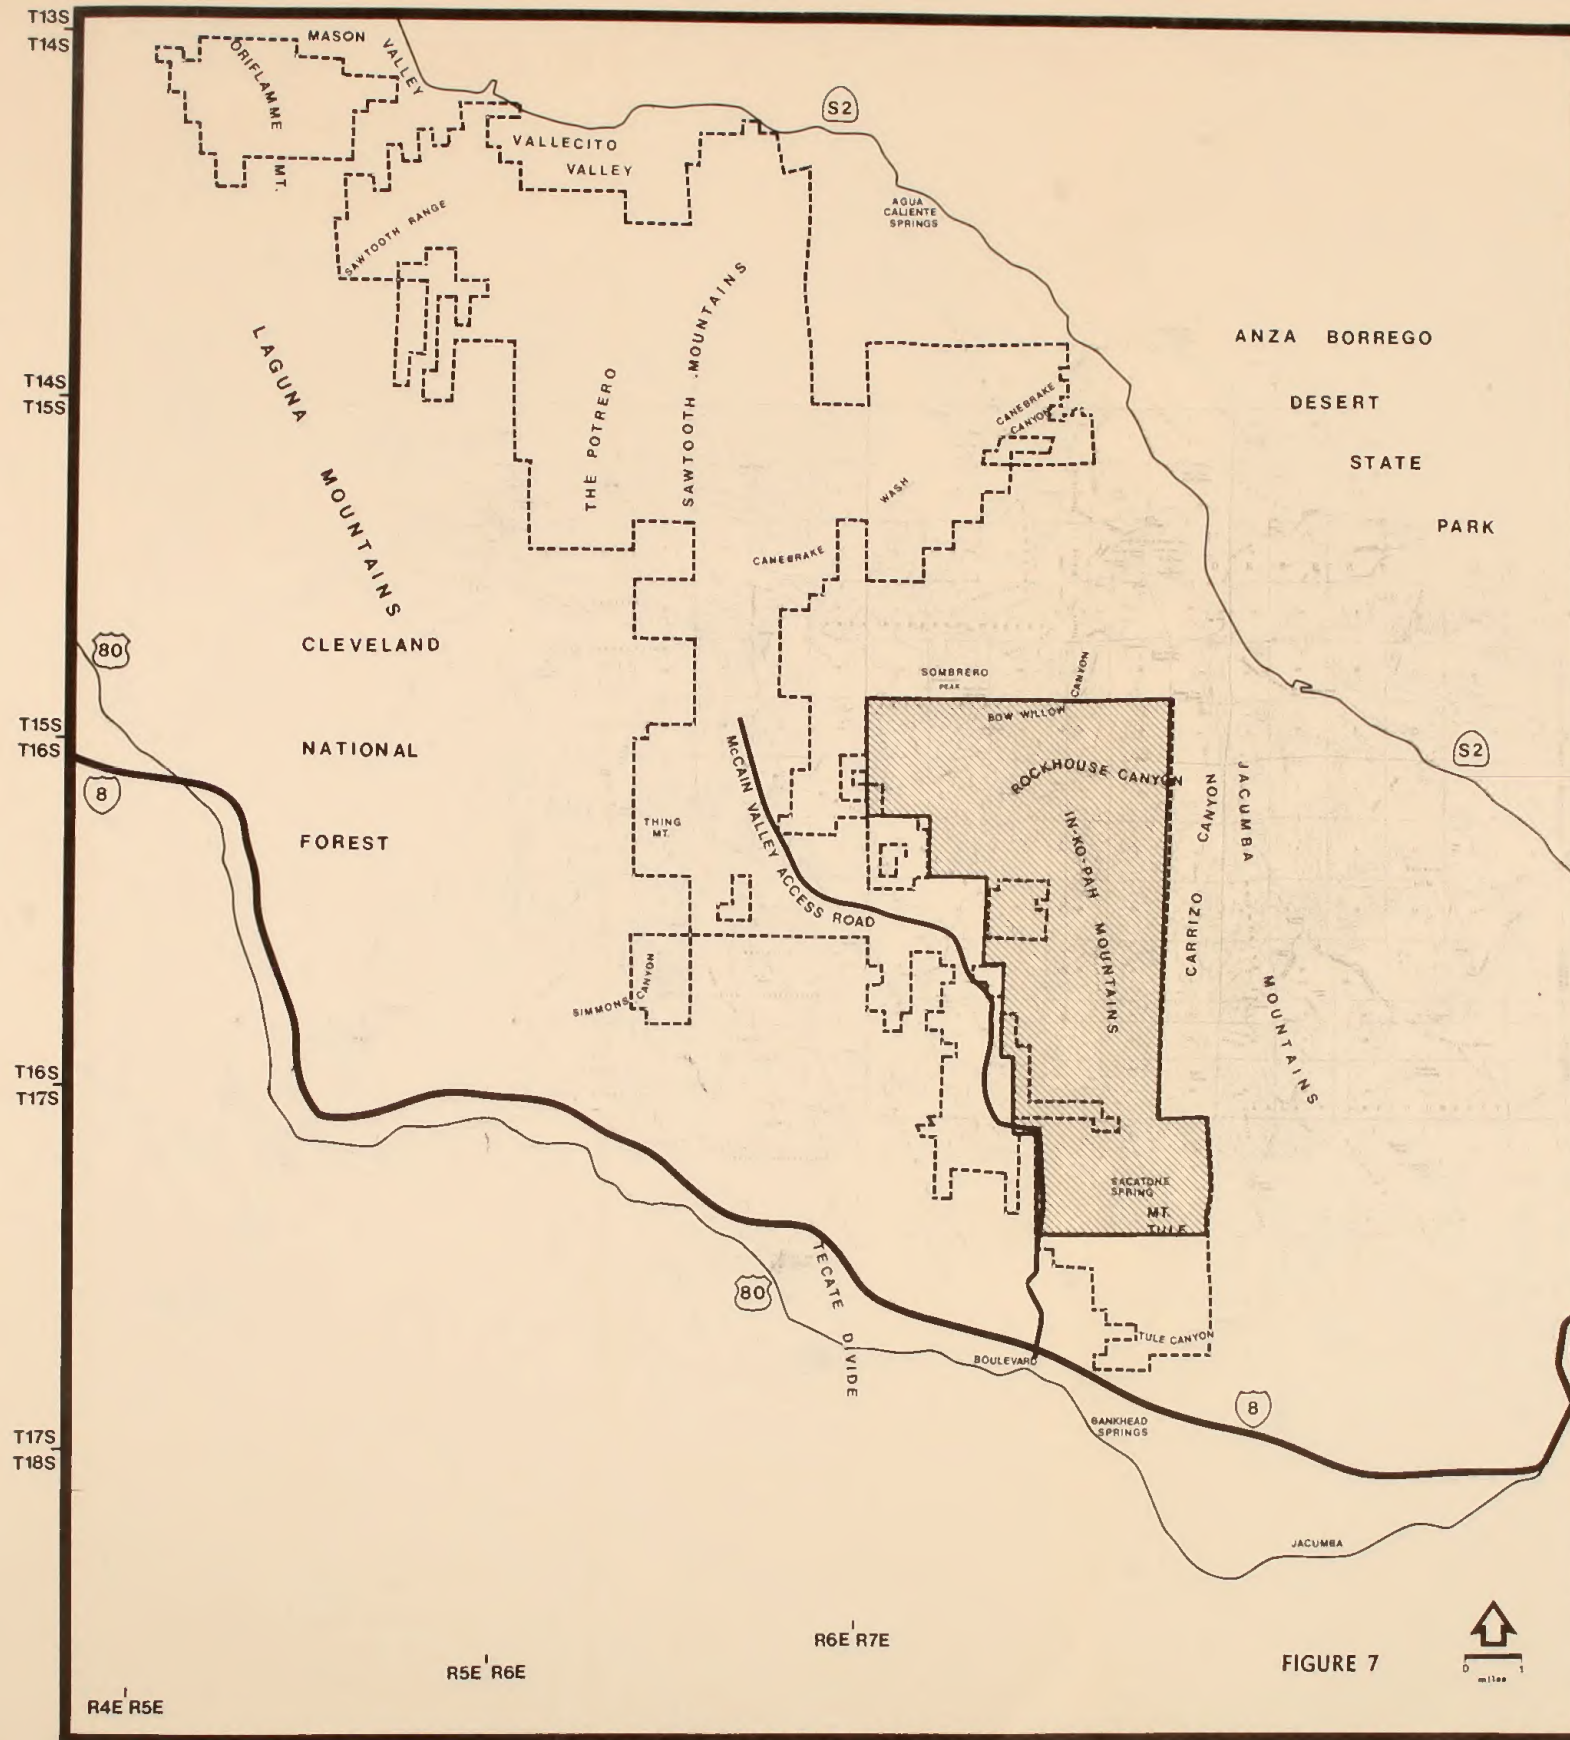 T13S
T14S
MASON
VALLEY
ORIFLAMME
MT.
S2
VALLECITO
VALLEY
AGUA
CALIENTE
SPRINGS
SAWTOOTH RANGE
SAWTOOTH MOUNTAINS
LAGUNA
MOUNTAINS
ANZA BORREGO
DESERT
STATE
PARK
T14S
T15S
THE POTRERO
CANEBRAKE
CANYON
WASH
CANEBRAKE
CLEVELAND
NATIONAL
FOREST
80
8
SOMBRERO
PEAK
CANYON
BOW WILLOW
T15S
T16S
S2
McCAIN VALLEY ACCESS ROAD
ROCKHOUSE CANYON
CARRIZO CANYON
JACUMBA
MOUNTAINS
IN-KO-PAH
MOUNTAINS
THING
MT.
SIMMONS CANYON
T16S
T17S
SACATONE
SPRING
MT.
TULE
TECATE DIVIDE
80
TULE CANYON
BOULEVARD
8
BANKHEAD
SPRINGS
T17S
T18S
JACUMBA
R6E R7E
R5E R6E
R4E R5E
FIGURE 7
0 1
miles